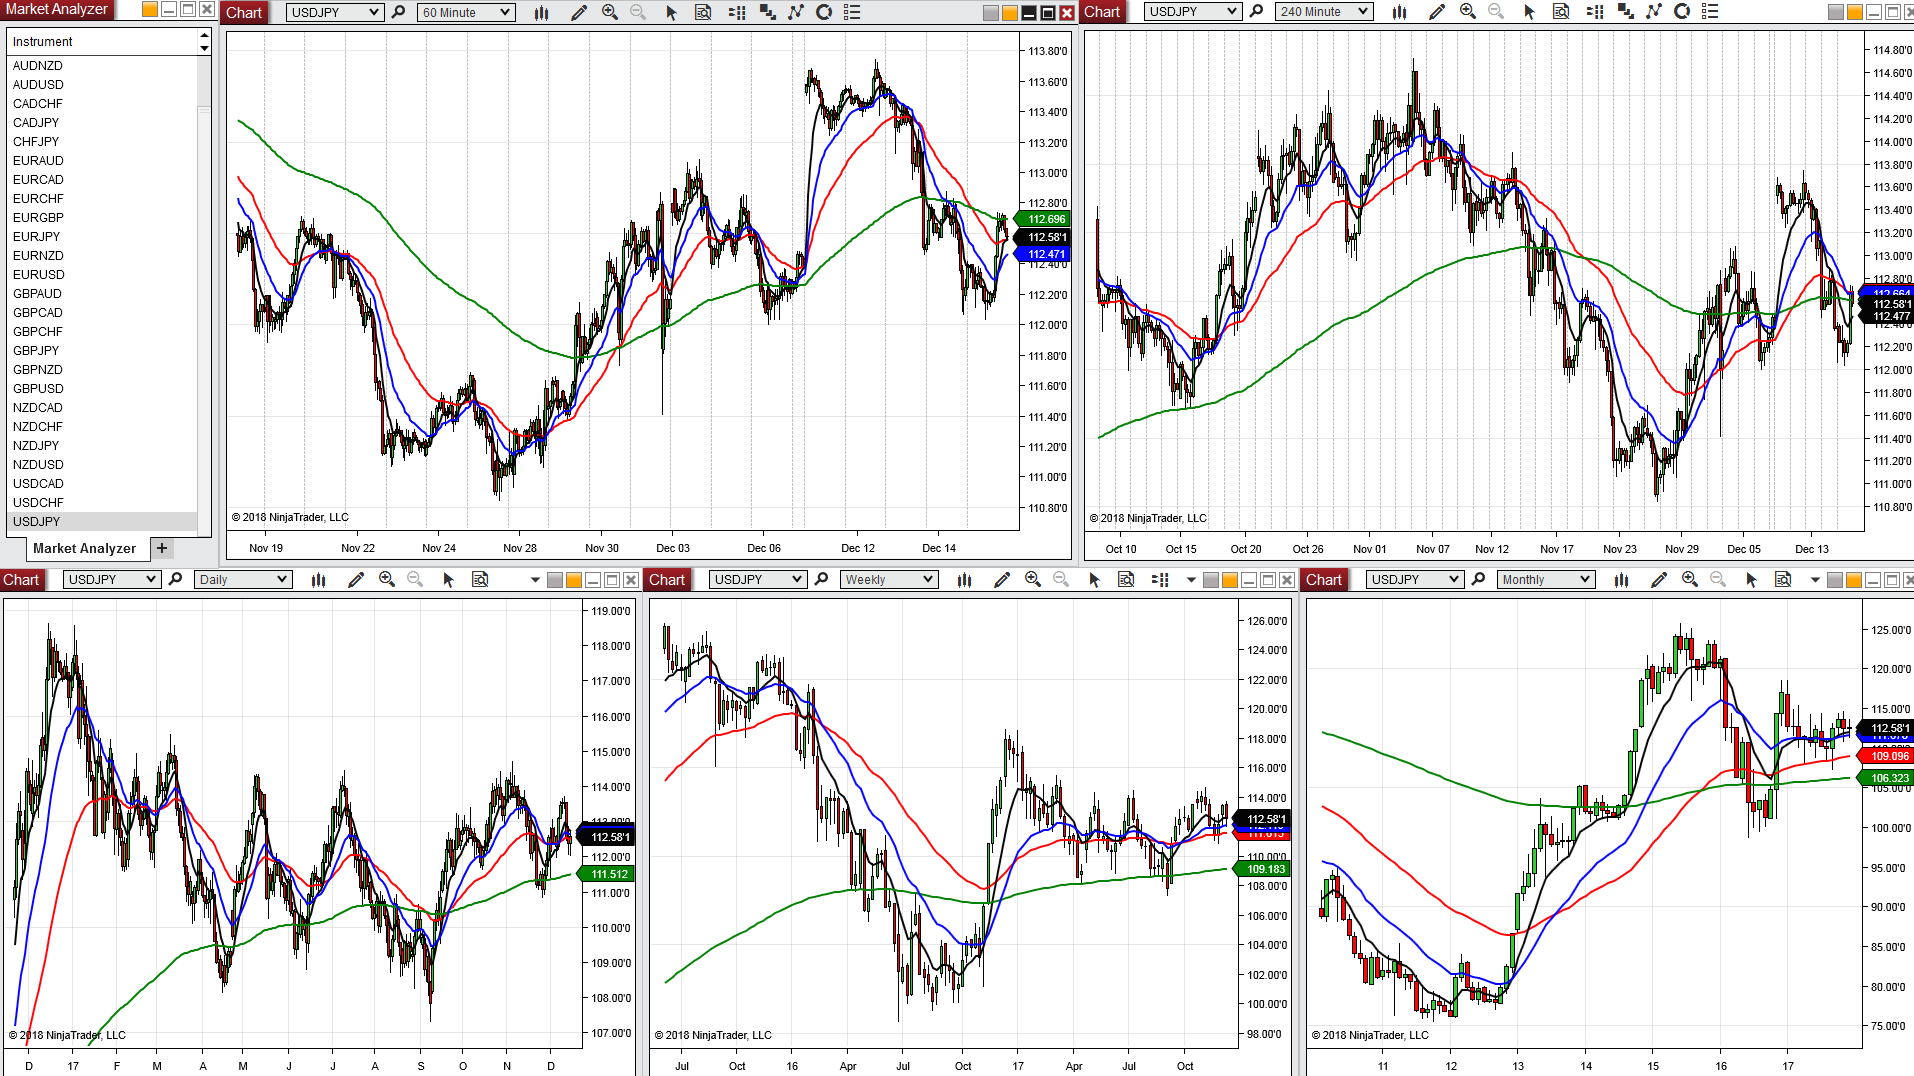 Market Analyzer
Instrument
AUDNZD
AUDUSD
CADCHF
CADJPY
CHFJPY
EURAUD
EURCAD
EURCHF
EURGBP
EURJPY
EURNZD
EURUSD
GBPAUD
GBPCAD
GBPCHF
GBPJPY
GBPNZD
GBPUSD
NZDCAD
NZDCHF
NZDJPY
NZDUSD
USDCAD
USDCHF
USDJPY
Market Analyzer +
Chart USDJPY 60 Minute
113.80'0
113.60'0
113.40'0
113.20'0
113.00'0
112.80'0
112.696
112.58'1
112.471
112.40'0
112.20'0
112.00'0
111.80'0
111.60'0
111.40'0
111.20'0
111.00'0
110.80'0
© 2018 NinjaTrader, LLC
Nov 19 Nov 22 Nov 24 Nov 28 Nov 30 Dec 03 Dec 06 Dec 12 Dec 14
Chart USDJPY 240 Minute
114.80'0
114.60'0
114.40'0
114.20'0
114.00'0
113.80'0
113.60'0
113.40'0
113.20'0
113.00'0
112.80'0
112.664
112.58'1
112.477
112.20'0
112.00'0
111.80'0
111.60'0
111.40'0
111.20'0
111.00'0
110.80'0
© 2018 NinjaTrader, LLC
Oct 10 Oct 15 Oct 20 Oct 26 Nov 01 Nov 07 Nov 12 Nov 17 Nov 23 Nov 29 Dec 05 Dec 13
Chart USDJPY Daily
119.00'0
118.00'0
117.00'0
116.00'0
115.00'0
114.00'0
113.00'0
112.58'1
112.00'0
111.512
111.00'0
110.00'0
109.00'0
108.00'0
107.00'0
© 2018 NinjaTrader, LLC
D 17 F M A M J J A S O N D
Chart USDJPY Weekly
126.00'0
124.00'0
122.00'0
120.00'0
118.00'0
116.00'0
114.00'0
112.58'1
110.00'0
109.183
108.00'0
106.00'0
104.00'0
102.00'0
100.00'0
98.00'0
© 2018 NinjaTrader, LLC
Jul Oct 16 Apr Jul Oct 17 Apr Jul Oct
Chart USDJPY Monthly
125.00'0
120.00'0
115.00'0
112.58'1
109.096
106.323
105.00'0
100.00'0
95.00'0
90.00'0
85.00'0
80.00'0
75.00'0
© 2018 NinjaTrader, LLC
11 12 13 14 15 16 17